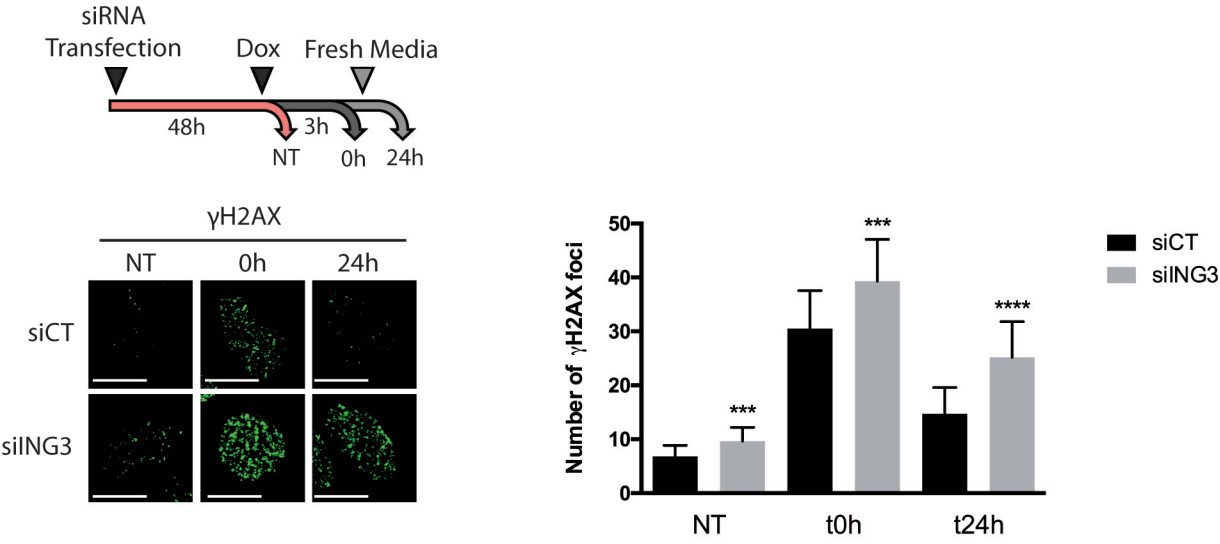 siRNA
Transfection
Dox
Fresh Media
48h
3h
NT
0h
24h
γH2AX
NT
0h
24h
siCT
siING3
Number of γH2AX foci
50
40
30
20
10
0
***
***
****
NT
t0h
t24h
siCT
siING3